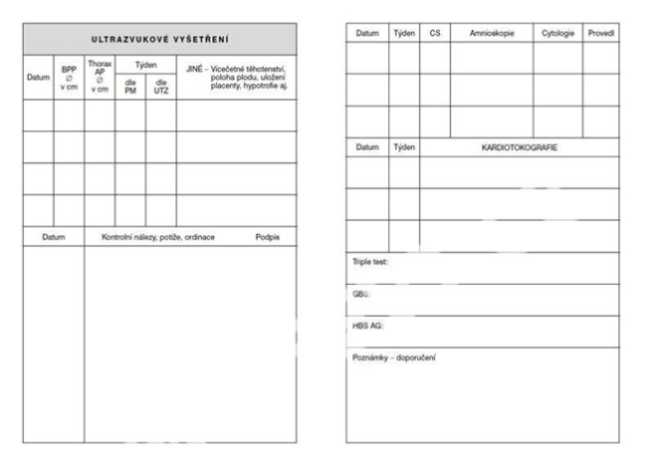 ULTRAZVUKOVÉ VYŠETŘENÍ
Datum
BPP
∅
v cm
Thorax
AP
∅
v cm
Týden
dle
PM
dle
UTZ
JINÉ – Vícečetné těhotenství,
poloha plodu, uložení
placenty, hypotrofie aj.
Datum Kontrolní nálezy, potíže, ordinace Podpis
Datum Týden CS Amnioskopie Cytologie Provedl
Datum Týden KARDIOTOKOGRAFIE
Triple test:
GBS:
HBS AG:
Poznámky – doporučení